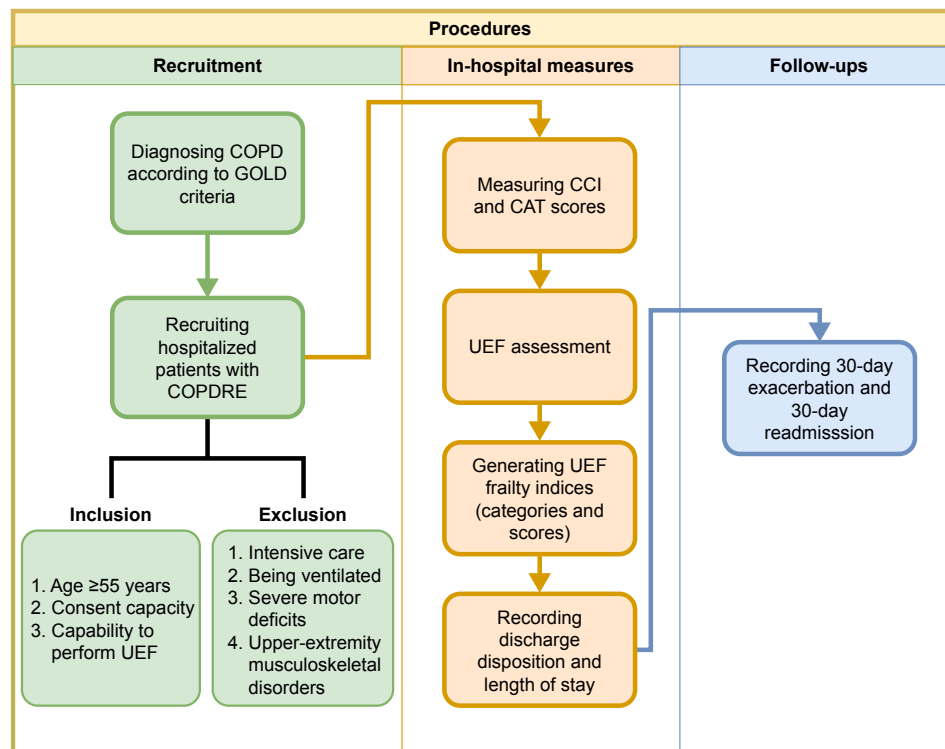 Procedures
Recruitment
In-hospital measures
Follow-ups
Diagnosing COPD
according to GOLD
criteria
Recruiting
hospitalized
patients with
COPDRE
Inclusion
1. Age ≥55 years
2. Consent capacity
3. Capability to
perform UEF
Exclusion
1. Intensive care
2. Being ventilated
3. Severe motor
deficits
4. Upper-extremity
musculoskeletal
disorders
Measuring CCI
and CAT scores
UEF assessment
Generating UEF
frailty indices
(categories and
scores)
Recording
discharge
disposition and
length of stay
Recording 30-day
exacerbation and
30-day
readmisssion